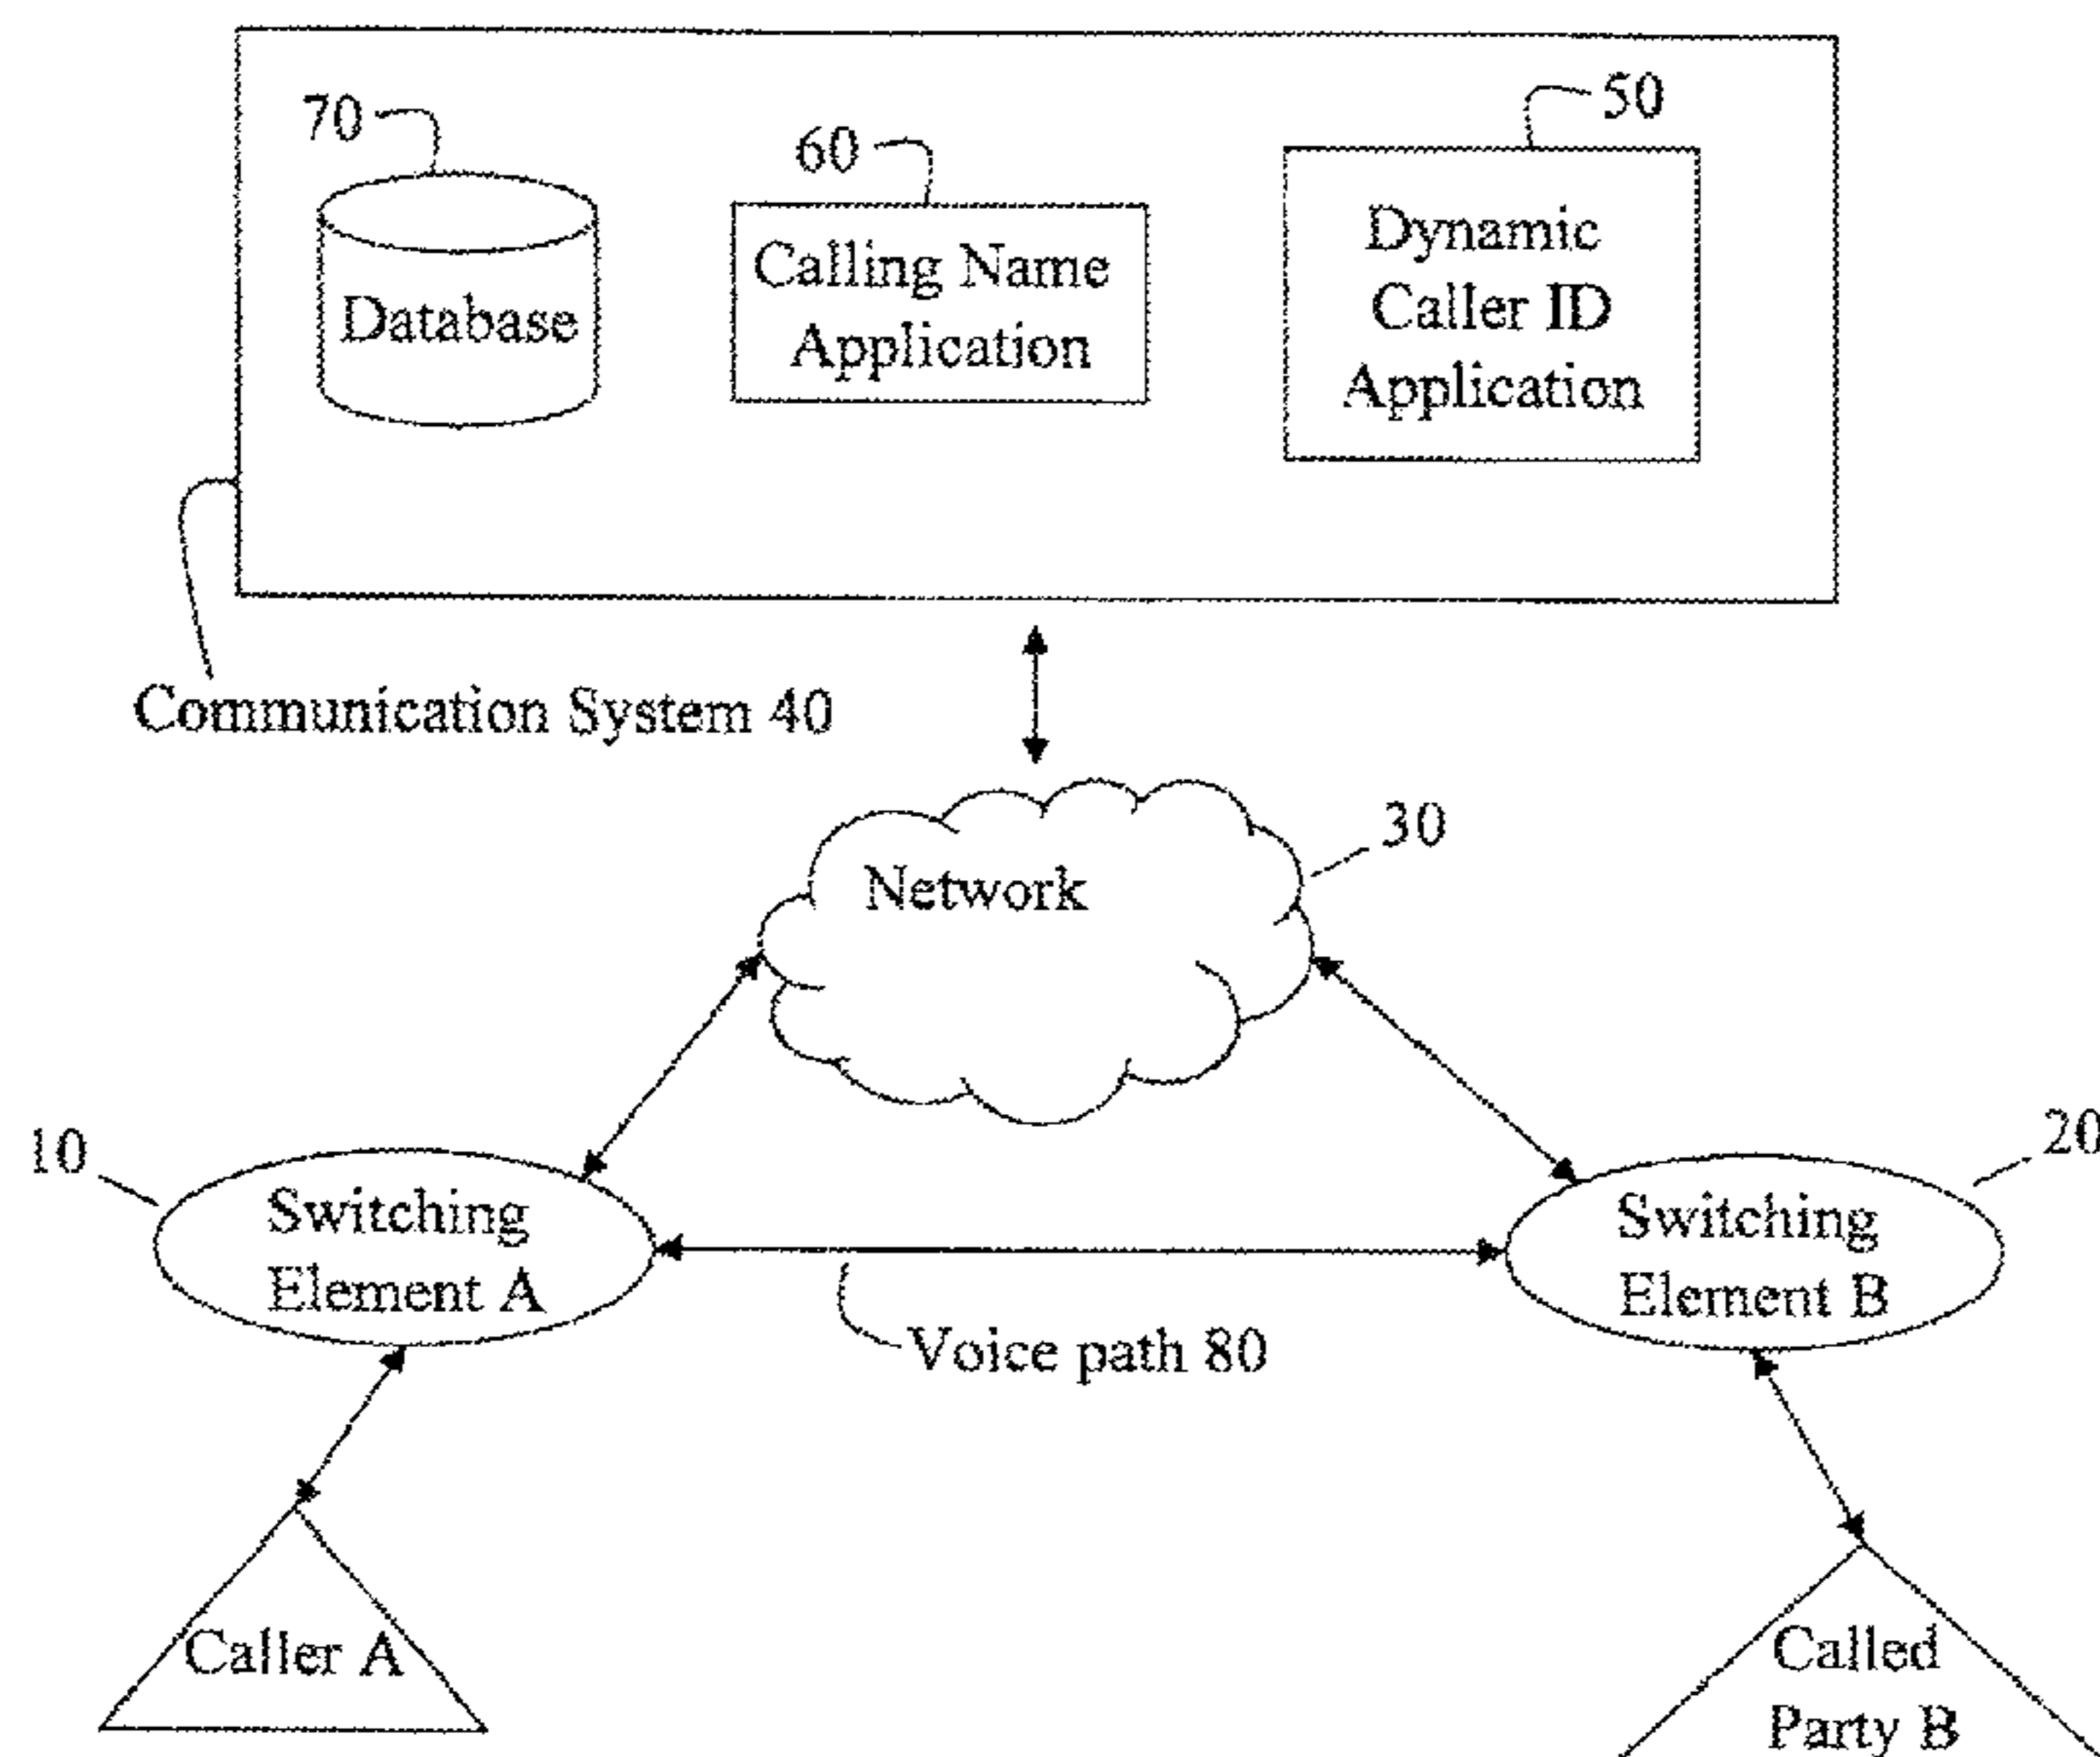 70
60
50
Database
Calling Name
Application
Dynamic
Caller ID
Application
Communication System 40
30
Network
10
20
Switching
Element A
Switching
Element B
Voice path 80
Caller A
Called
Party B